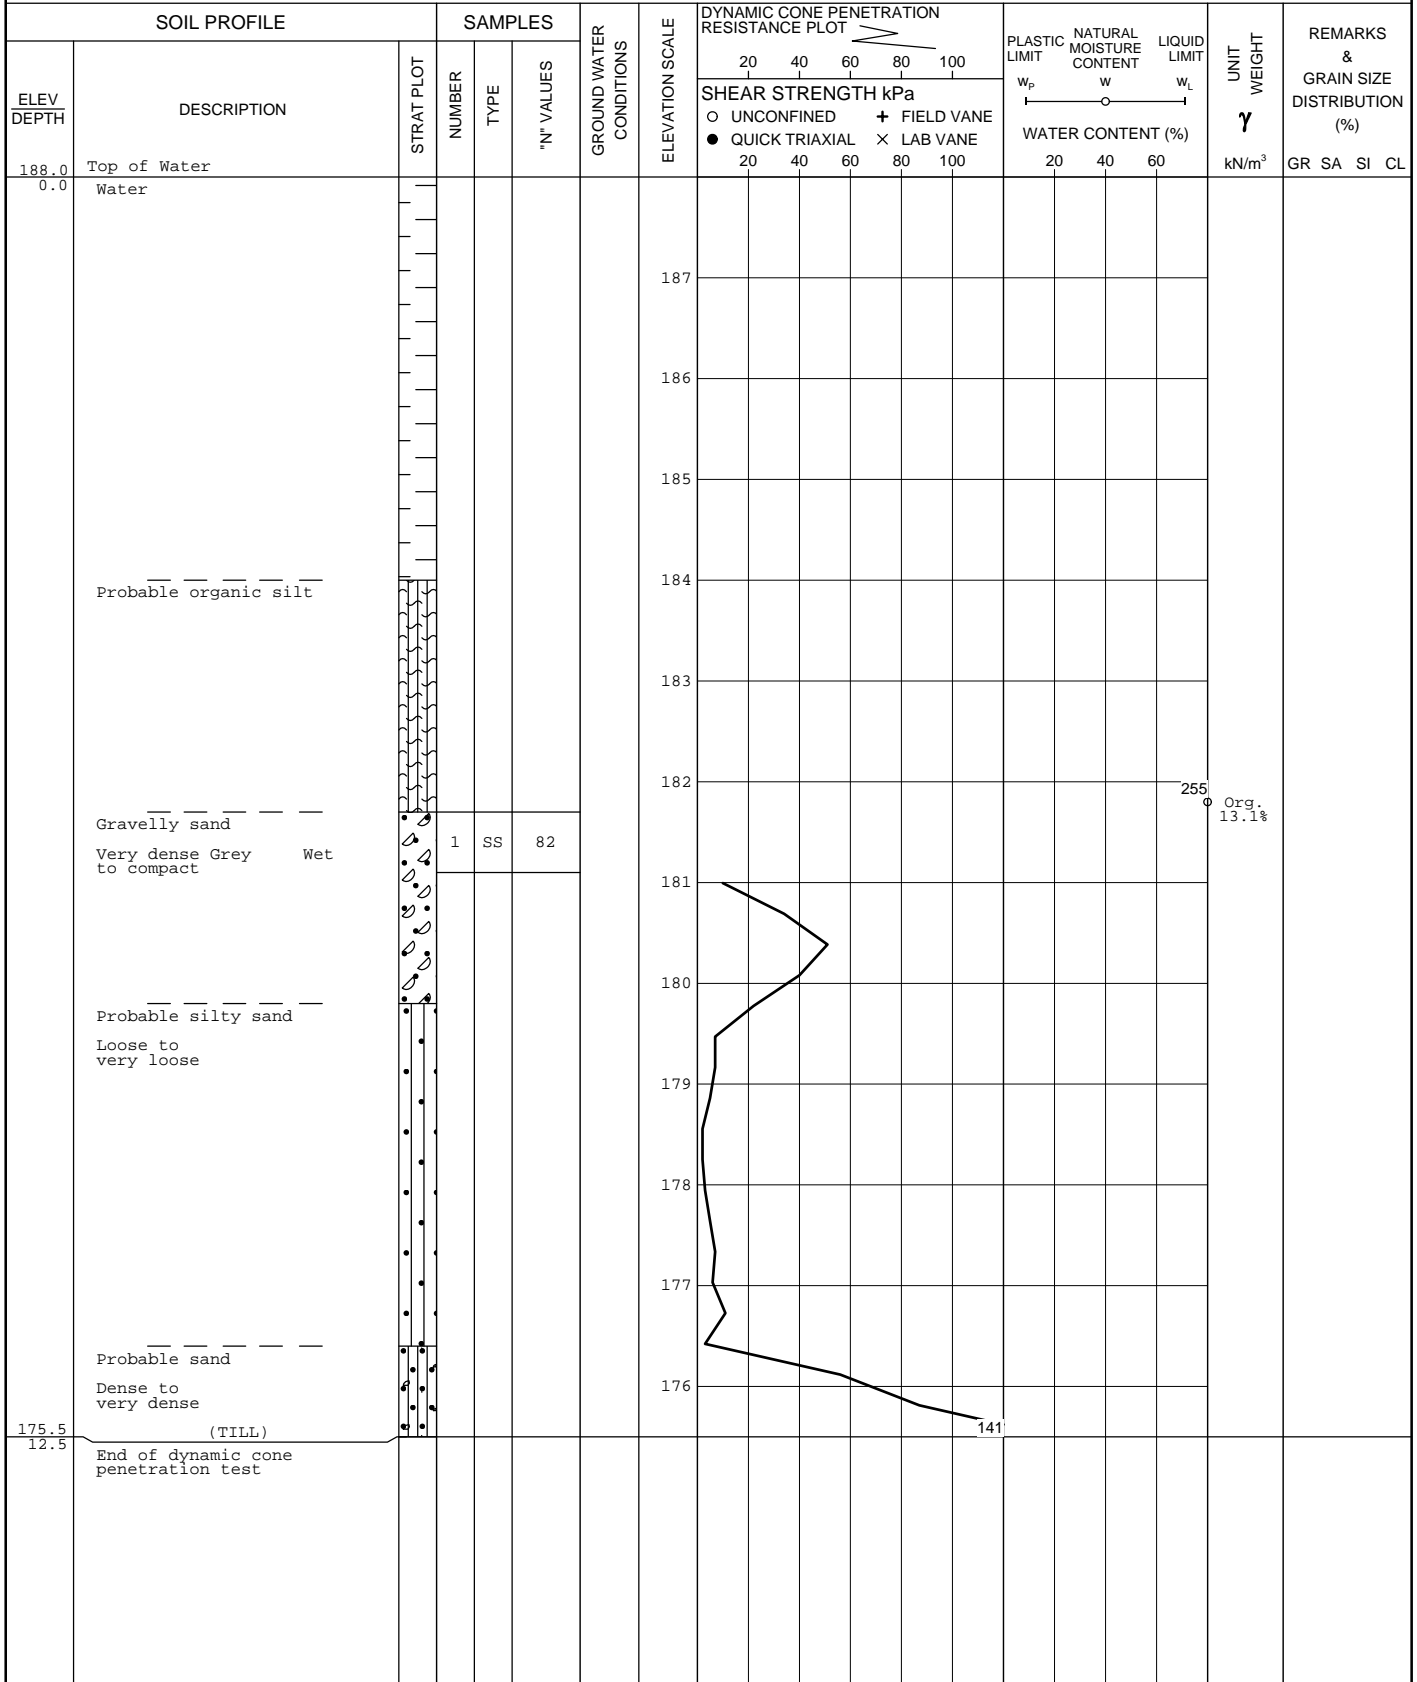 SOIL PROFILE
SAMPLES
GROUND WATER
CONDITIONS
ELEVATION SCALE
DYNAMIC CONE PENETRATION
RESISTANCE PLOT
20 40 60 80 100
SHEAR STRENGTH kPa
○ UNCONFINED + FIELD VANE
● QUICK TRIAXIAL × LAB VANE
20 40 60 80 100
PLASTIC
LIMIT
NATURAL
MOISTURE
CONTENT
LIQUID
LIMIT
WP W WL
WATER CONTENT (%)
20 40 60
UNIT
WEIGHT
γ
kN/m³
REMARKS
&
GRAIN SIZE
DISTRIBUTION
(%)
GR SA SI CL
ELEV
DEPTH
DESCRIPTION
STRAT PLOT
NUMBER
TYPE
"N" VALUES
188.0 Top of Water
0.0 Water
187
186
185
184
Probable organic silt
183
182
255
Org.
13.1%
Gravelly sand
Very dense Grey Wet
to compact
1 SS 82
181
180
Probable silty sand
Loose to
very loose
179
178
177
Probable sand
Dense to
very dense
176
141
175.5 (TILL)
12.5
End of dynamic cone
penetration test